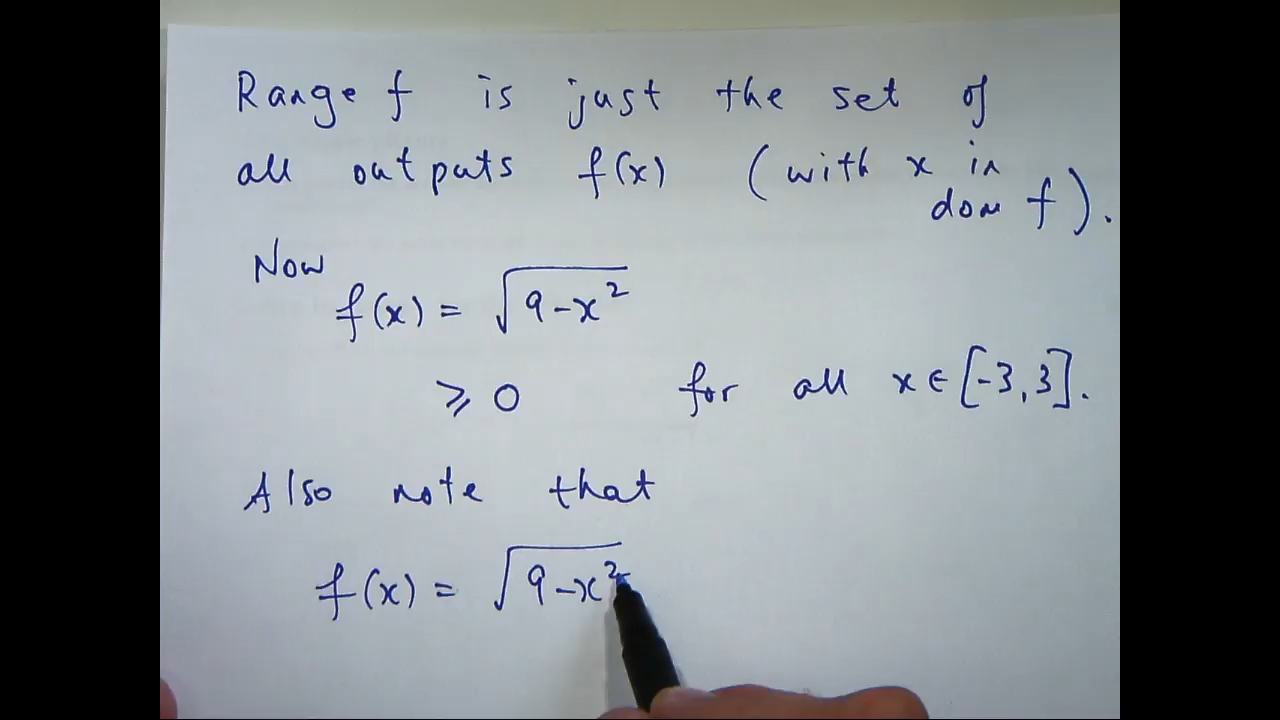 Range f is just the set of
all outputs f(x) (with x in
dom f).
Now
f(x) = √(9-x²)
⩾ 0 for all x ∈ [-3, 3].
Also note that
f(x) = √(9-x²)